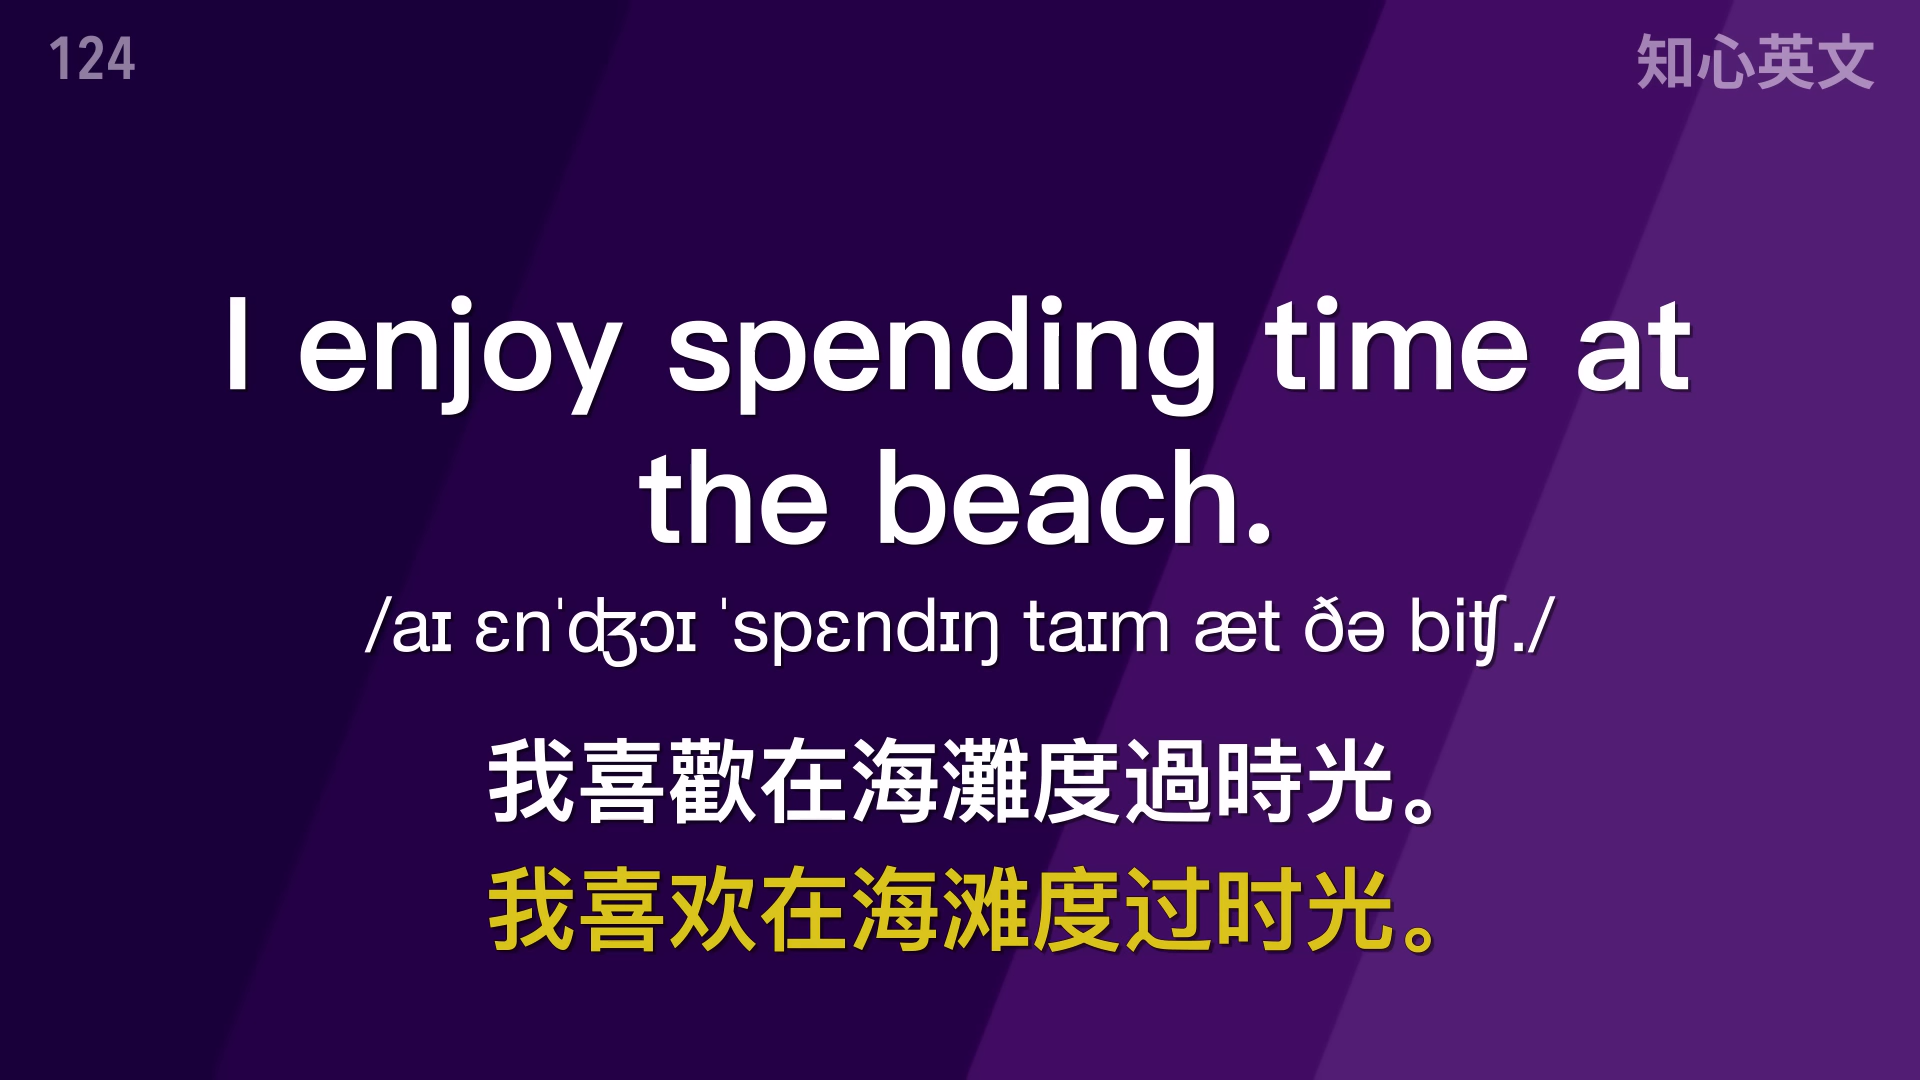 124
知心英文
I enjoy spending time at
the beach.
/aɪ ɛnˈʤɔɪ ˈspɛndɪŋ taɪm æt ðə biʧ./
我喜歡在海灘度過時光。
我喜欢在海滩度过时光。